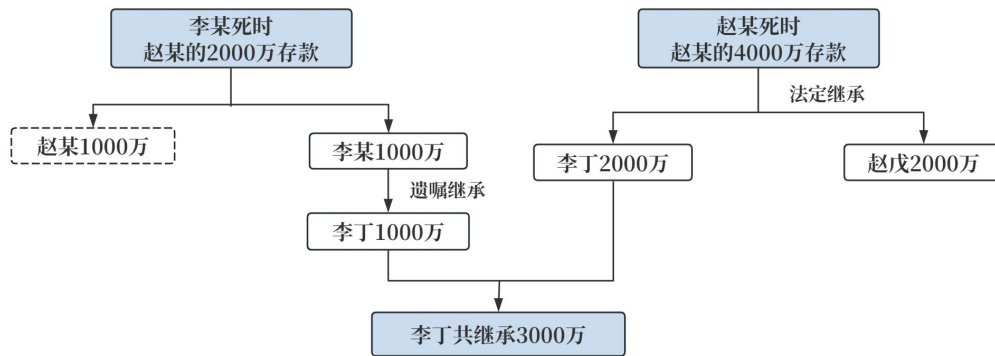 李某死时
赵某的2000万存款
赵某死时
赵某的4000万存款
法定继承
赵某1000万
李某1000万
李丁2000万
赵戊2000万
遗嘱继承
李丁1000万
李丁共继承3000万